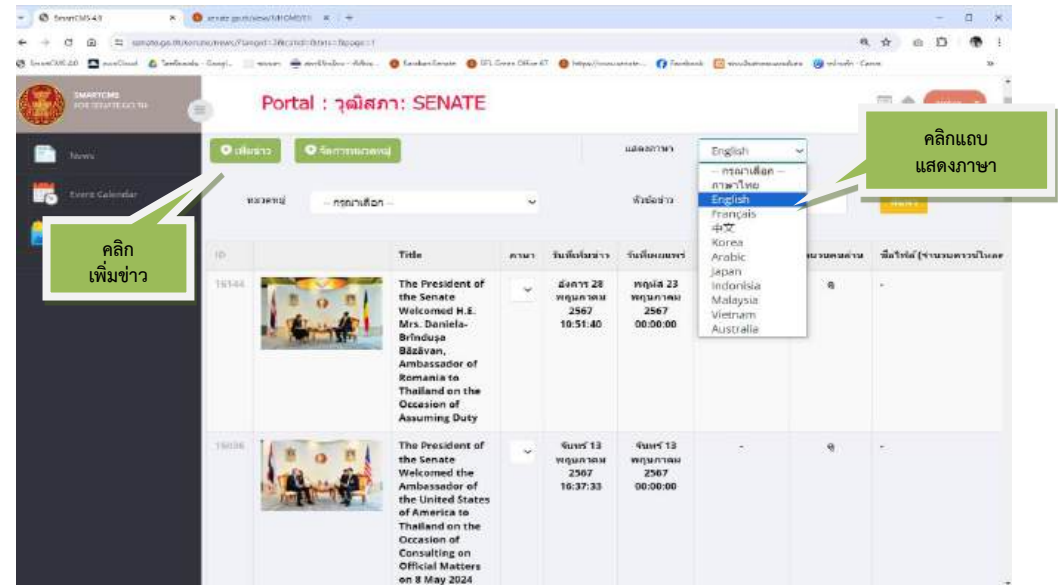 SmartCMS 4.0
SMARTCMS
Portal : วุฒิสภา: SENATE
News
Event Calendar
เพิ่มข่าว
จัดการหมวดหมู่
แสดงภาษา
English
หมวดหมู่
-- กรุณาเลือก --
หัวข้อข่าว
ค้นหา
-- กรุณาเลือก --
ภาษาไทย
English
Français
中文
Korea
Arabic
Japan
Indonisia
Malaysia
Vietnam
Australia
คลิกแถบ
แสดงภาษา
คลิก
เพิ่มข่าว
ID
Title
ภาษา
วันที่เพิ่มข่าว
วันที่เผยแพร่
16144
The President of
the Senate
Welcomed H.E.
Mrs. Daniela-
Brîndușa
Băzăvan,
Ambassador of
Romania to
Thailand on the
Occasion of
Assuming Duty
อังคาร 28
พฤษภาคม
2567
10:51:40
พฤหัส 23
พฤษภาคม
2567
00:00:00
ดู
-
The President of
the Senate
Welcomed the
Ambassador of
the United States
of America to
Thailand on the
Occasion of
Consulting on
Official Matters
on 8 May 2024
จันทร์ 13
พฤษภาคม
2567
16:37:33
จันทร์ 13
พฤษภาคม
2567
00:00:00
-
ดู
-